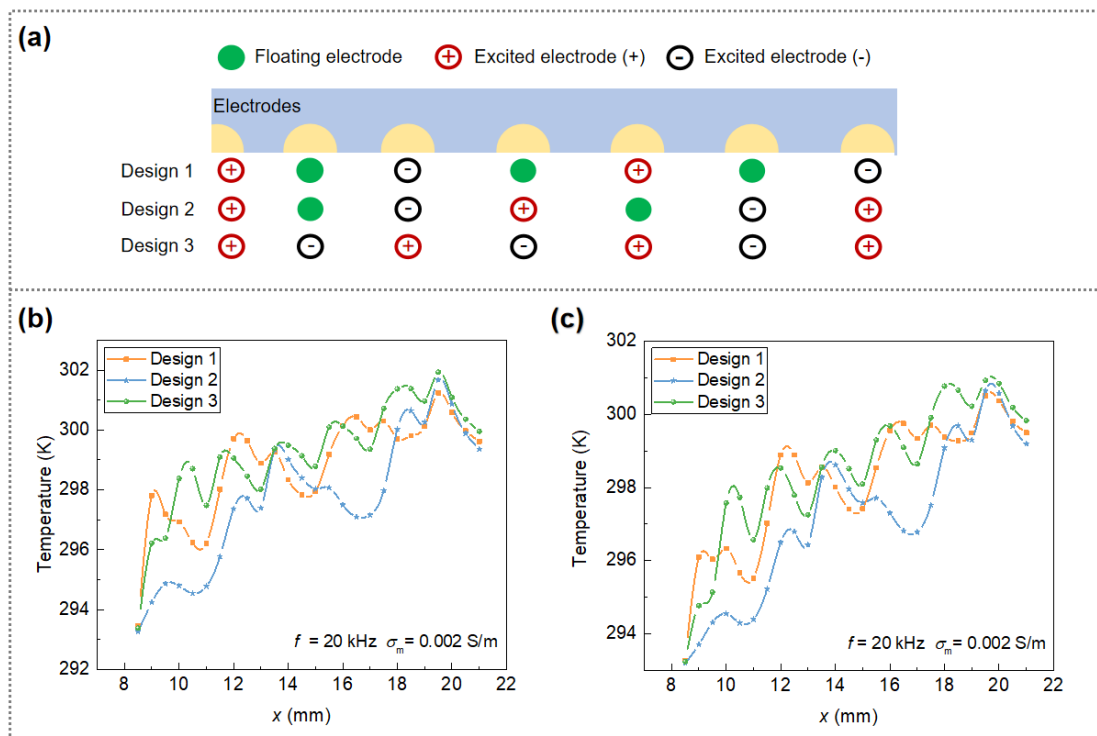 (a)
Floating electrode + Excited electrode (+) - Excited electrode (-)
Electrodes
Design 1 + - + -
Design 2 + - + - +
Design 3 + - + - + - +
(b)
302
300
298
296
294
292
Temperature (K)
Design 1
Design 2
Design 3
f = 20 kHz σm = 0.002 S/m
8 10 12 14 16 18 20 22
x (mm)
(c)
302
300
298
296
294
Temperature (K)
Design 1
Design 2
Design 3
f = 20 kHz σm = 0.002 S/m
8 10 12 14 16 18 20 22
x (mm)